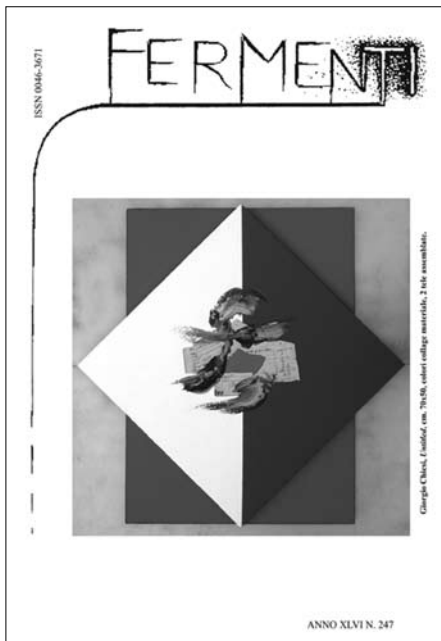 FERMENTI
ISSN 0046-3671
Giorgio Chiesi, Untitled, cm. 70x50, colori collage materiale, 2 tele assemblate.
ANNO XLVI N. 247